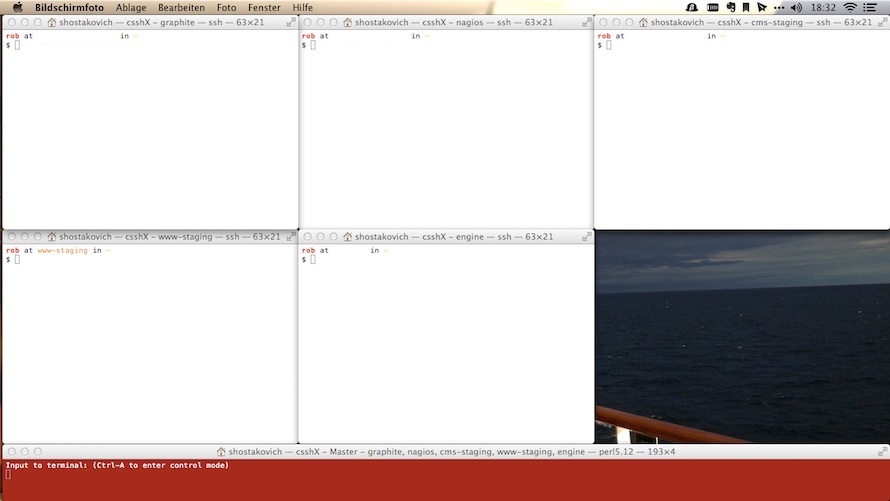 Bildschirmfoto Ablage Bearbeiten Foto Fenster Hilfe 18:32
shostakovich — csshX - graphite — ssh — 63×21
rob at in ~
$
shostakovich — csshX - nagios — ssh — 63×21
rob at in ~
$
shostakovich — csshX - cms-staging — ssh — 63×21
rob at in ~
$
shostakovich — csshX - www-staging — ssh — 63×21
rob at www-staging in ~
$
shostakovich — csshX - engine — ssh — 63×21
rob at in ~
$
shostakovich — csshX - Master - graphite, nagios, cms-staging, www-staging, engine — perl5.12 — 193×4
Input to terminal: (Ctrl-A to enter control mode)